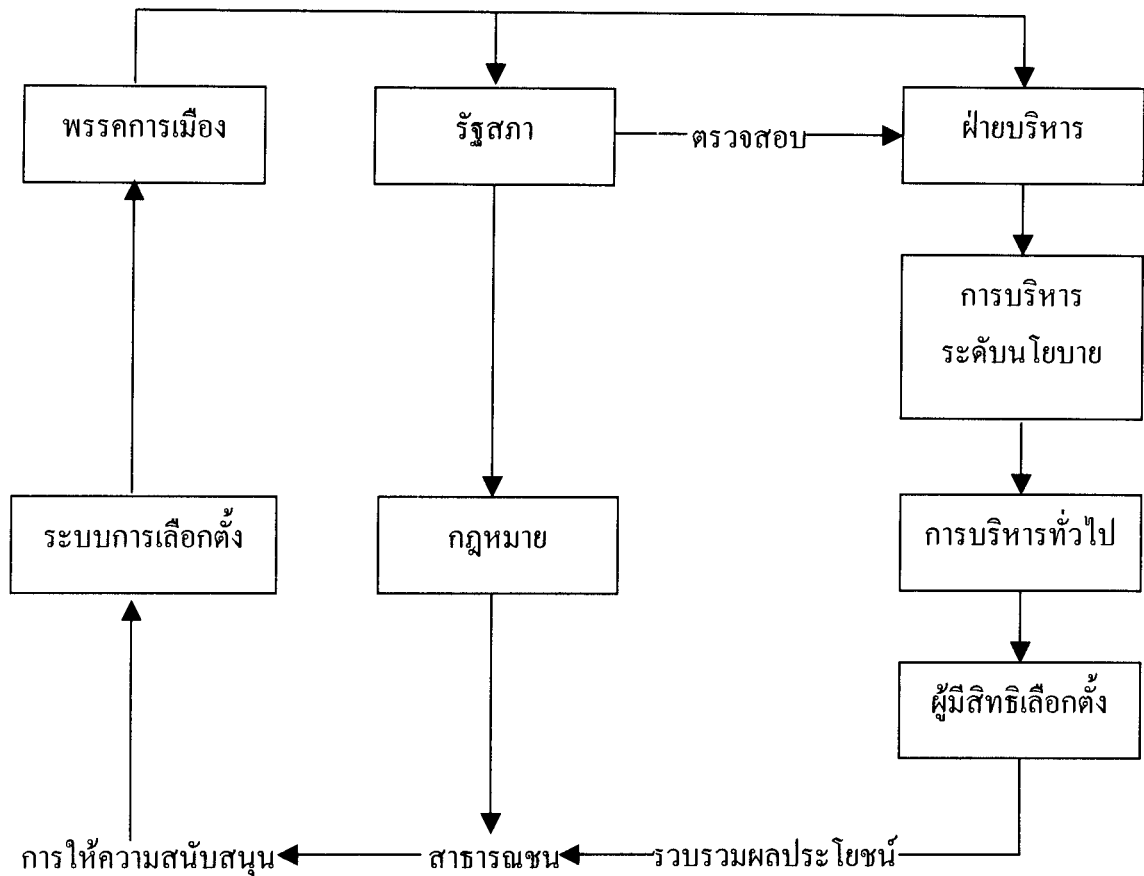 พรรคการเมือง
รัฐสภา
ตรวจสอบ
ฝ่ายบริหาร
การบริหาร
ระดับนโยบาย
ระบบการเลือกตั้ง
กฎหมาย
การบริหารทั่วไป
ผู้มีสิทธิเลือกตั้ง
การให้ความสนับสนุน
สาธารณชน
รวบรวมผลประโยชน์